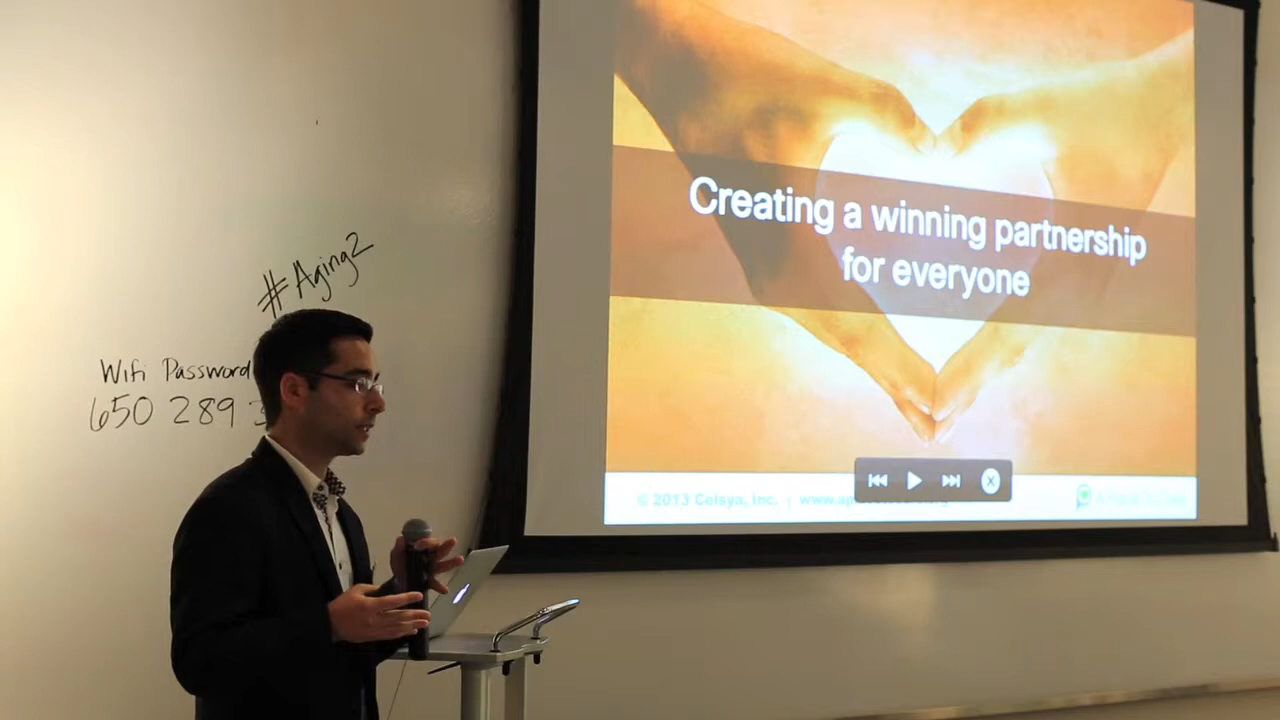 Creating a winning partnership
for everyone
#Aging2
Wifi Password
650 289
© 2013 Celsya, Inc. |